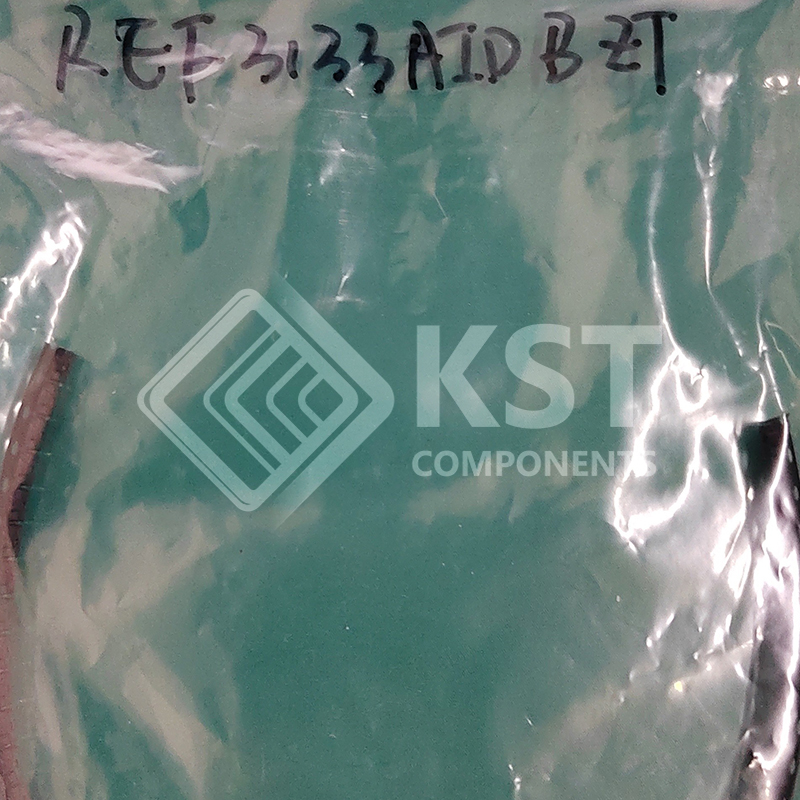 REF3133AIDBZT
KST
COMPONENTS